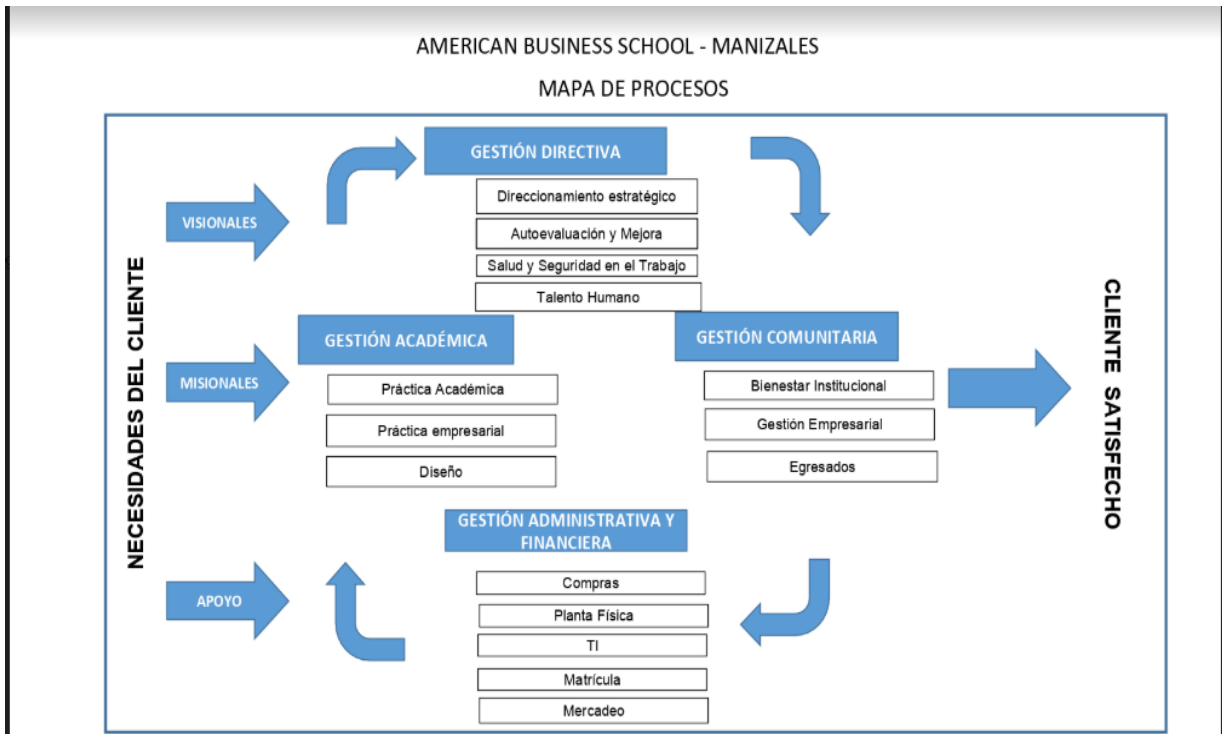 AMERICAN BUSINESS SCHOOL - MANIZALES
MAPA DE PROCESOS
NECESIDADES DEL CLIENTE
VISIONALES
GESTIÓN DIRECTIVA
Direccionamiento estratégico
Autoevaluación y Mejora
Salud y Seguridad en el Trabajo
Talento Humano
MISIONALES
GESTIÓN ACADÉMICA
Práctica Académica
Práctica empresarial
Diseño
GESTIÓN COMUNITARIA
Bienestar Institucional
Gestión Empresarial
Egresados
APOYO
GESTIÓN ADMINISTRATIVA Y
FINANCIERA
Compras
Planta Física
TI
Matrícula
Mercadeo
CLIENTE SATISFECHO